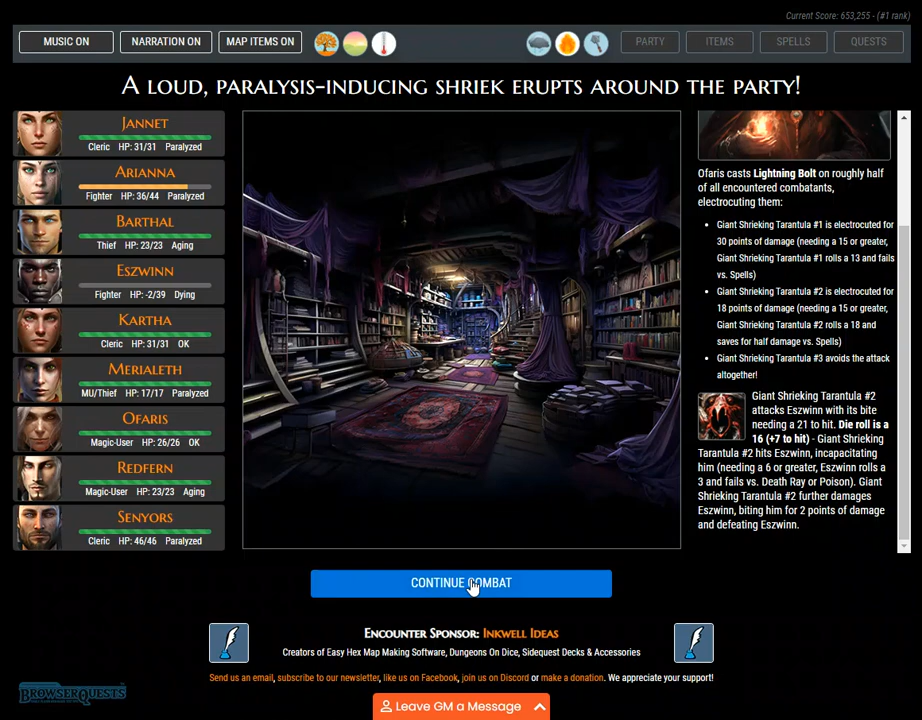 Current Score: 653,255 - (#1 rank)
MUSIC ON
NARRATION ON
MAP ITEMS ON
PARTY
ITEMS
SPELLS
QUESTS
A LOUD, PARALYSIS-INDUCING SHRIEK ERUPTS AROUND THE PARTY!
JANNET
Cleric HP: 31/31 Paralyzed
ARIANNA
Fighter HP: 36/44 Paralyzed
BARTHAL
Thief HP: 23/23 Aging
ESZWINN
Fighter HP: -2/39 Dying
KARTHA
Cleric HP: 31/31 OK
MERIALETH
MU/Thief HP: 17/17 Paralyzed
OFARIS
Magic-User HP: 26/26 OK
REDFERN
Magic-User HP: 23/23 Aging
SENYORS
Cleric HP: 46/46 Paralyzed
Ofaris casts Lightning Bolt on roughly half
of all encountered combatants,
electrocuting them:
• Giant Shrieking Tarantula #1 is electrocuted for
30 points of damage (needing a 15 or greater,
Giant Shrieking Tarantula #1 rolls a 13 and fails
vs. Spells)
• Giant Shrieking Tarantula #2 is electrocuted for
18 points of damage (needing a 15 or greater,
Giant Shrieking Tarantula #2 rolls a 18 and
saves for half damage vs. Spells)
• Giant Shrieking Tarantula #3 avoids the attack
altogether!
Giant Shrieking Tarantula #2
attacks Eszwinn with its bite
needing a 21 to hit. Die roll is a
16 (+7 to hit) - Giant Shrieking
Tarantula #2 hits Eszwinn, incapacitating
him (needing a 6 or greater, Eszwinn rolls a
3 and fails vs. Death Ray or Poison). Giant
Shrieking Tarantula #2 further damages
Eszwinn, biting him for 2 points of damage
and defeating Eszwinn.
CONTINUE COMBAT
ENCOUNTER SPONSOR: INKWELL IDEAS
Creators of Easy Hex Map Making Software, Dungeons On Dice, Sidequest Decks & Accessories
Send us an email, subscribe to our newsletter, like us on Facebook, join us on Discord or make a donation. We appreciate your support!
BROWSERQUESTS
Leave GM a Message